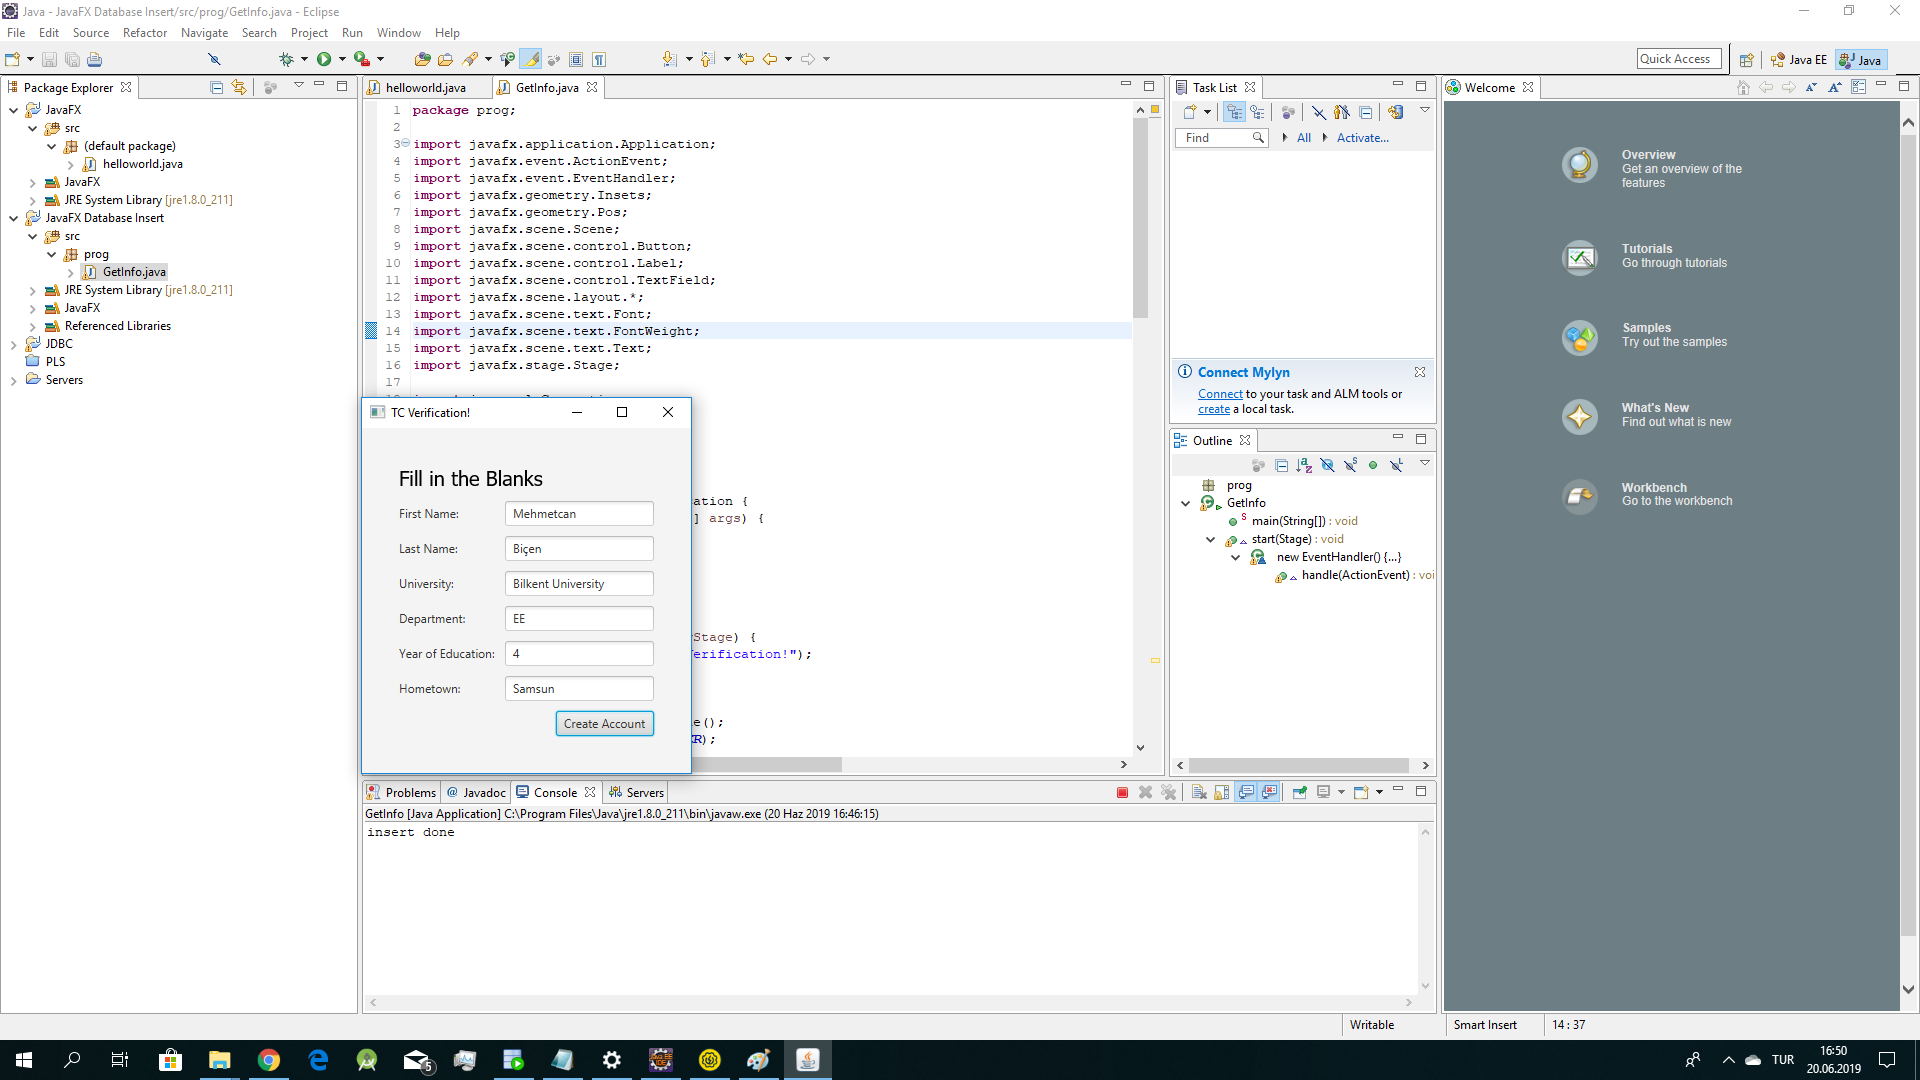 Java - JavaFX Database Insert/src/prog/GetInfo.java - Eclipse
File Edit Source Refactor Navigate Search Project Run Window Help
Quick Access
Java EE
Java
Package Explorer
JavaFX
src
(default package)
helloworld.java
JavaFX
JRE System Library [jre1.8.0_211]
JavaFX Database Insert
src
prog
GetInfo.java
JRE System Library [jre1.8.0_211]
JavaFX
Referenced Libraries
JDBC
PLS
Servers
helloworld.java
GetInfo.java
1 package prog;
2
3 import javafx.application.Application;
4 import javafx.event.ActionEvent;
5 import javafx.event.EventHandler;
6 import javafx.geometry.Insets;
7 import javafx.geometry.Pos;
8 import javafx.scene.Scene;
9 import javafx.scene.control.Button;
10 import javafx.scene.control.Label;
11 import javafx.scene.control.TextField;
12 import javafx.scene.layout.*;
13 import javafx.scene.text.Font;
14 import javafx.scene.text.FontWeight;
15 import javafx.scene.text.Text;
16 import javafx.stage.Stage;
17
ation {
] args) {
Stage) {
erification!");
e();
R);
TC Verification!
Fill in the Blanks
First Name: Mehmetcan
Last Name: Biçen
University: Bilkent University
Department: EE
Year of Education: 4
Hometown: Samsun
Create Account
Task List
Find
All
Activate...
Connect Mylyn
Connect to your task and ALM tools or
create a local task.
Outline
prog
GetInfo
main(String[]) : void
start(Stage) : void
new EventHandler() {...}
handle(ActionEvent) : voi
Welcome
Overview
Get an overview of the
features
Tutorials
Go through tutorials
Samples
Try out the samples
What's New
Find out what is new
Workbench
Go to the workbench
Problems
@ Javadoc
Console
Servers
GetInfo [Java Application] C:\Program Files\Java\jre1.8.0_211\bin\javaw.exe (20 Haz 2019 16:46:15)
insert done
Writable
Smart Insert
14 : 37
5
TUR
16:50
20.06.2019